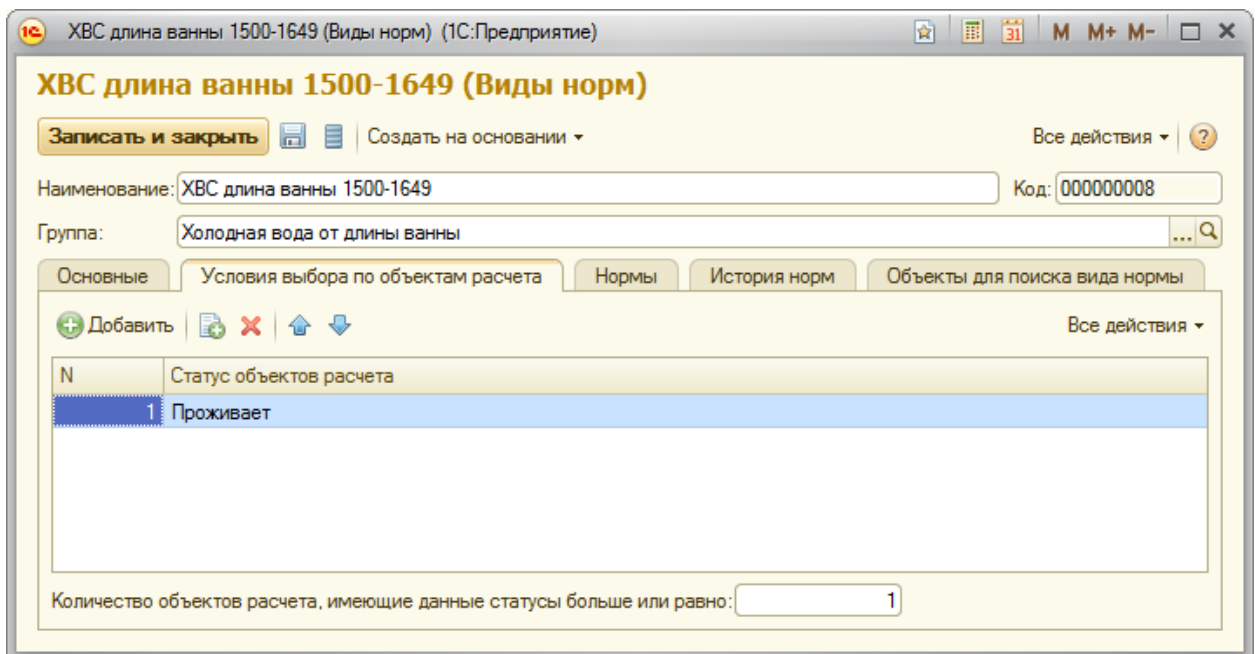 ХВС длина ванны 1500-1649 (Виды норм) (1С:Предприятие)
31 M M+ M-
ХВС длина ванны 1500-1649 (Виды норм)
Записать и закрыть Создать на основании Все действия ?
Наименование: ХВС длина ванны 1500-1649 Код: 000000008
Группа: Холодная вода от длины ванны ...
Основные Условия выбора по объектам расчета Нормы История норм Объекты для поиска вида нормы
Добавить Все действия
N Статус объектов расчета
1 Проживает
Количество объектов расчета, имеющие данные статусы больше или равно: 1